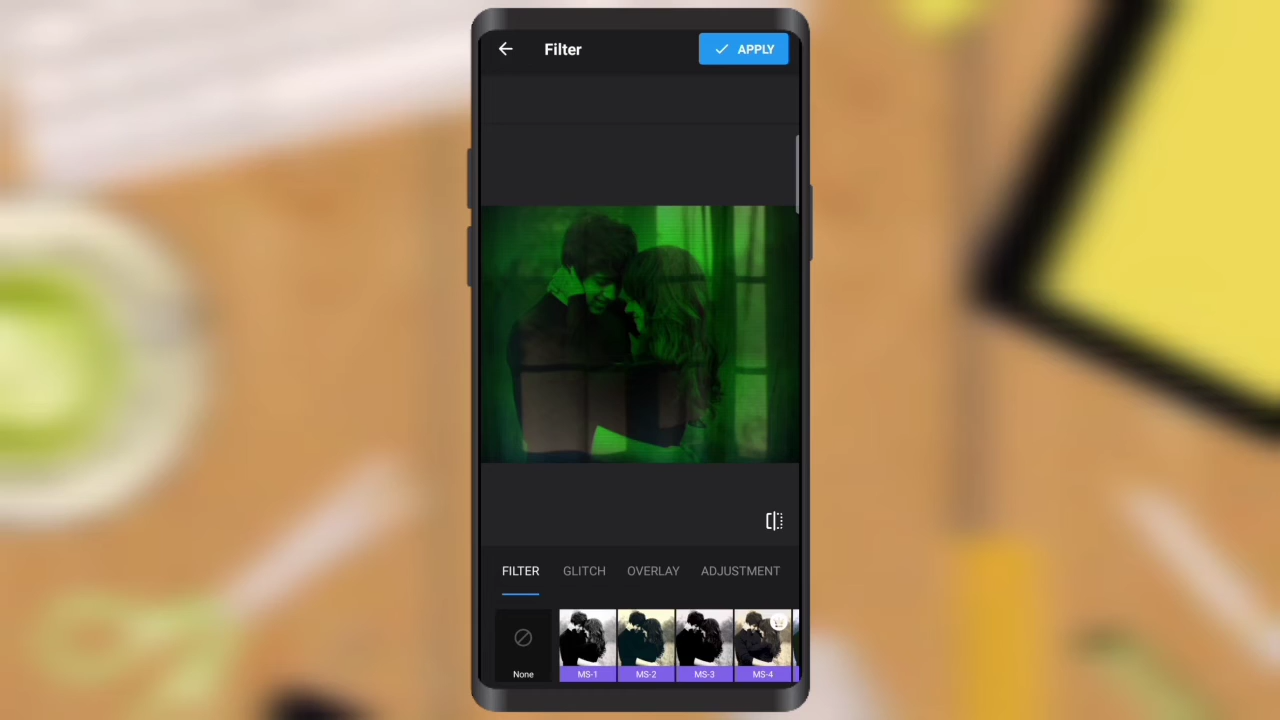 Filter
APPLY
FILTER GLITCH OVERLAY ADJUSTMENT
None MS-1 MS-2 MS-3 MS-4